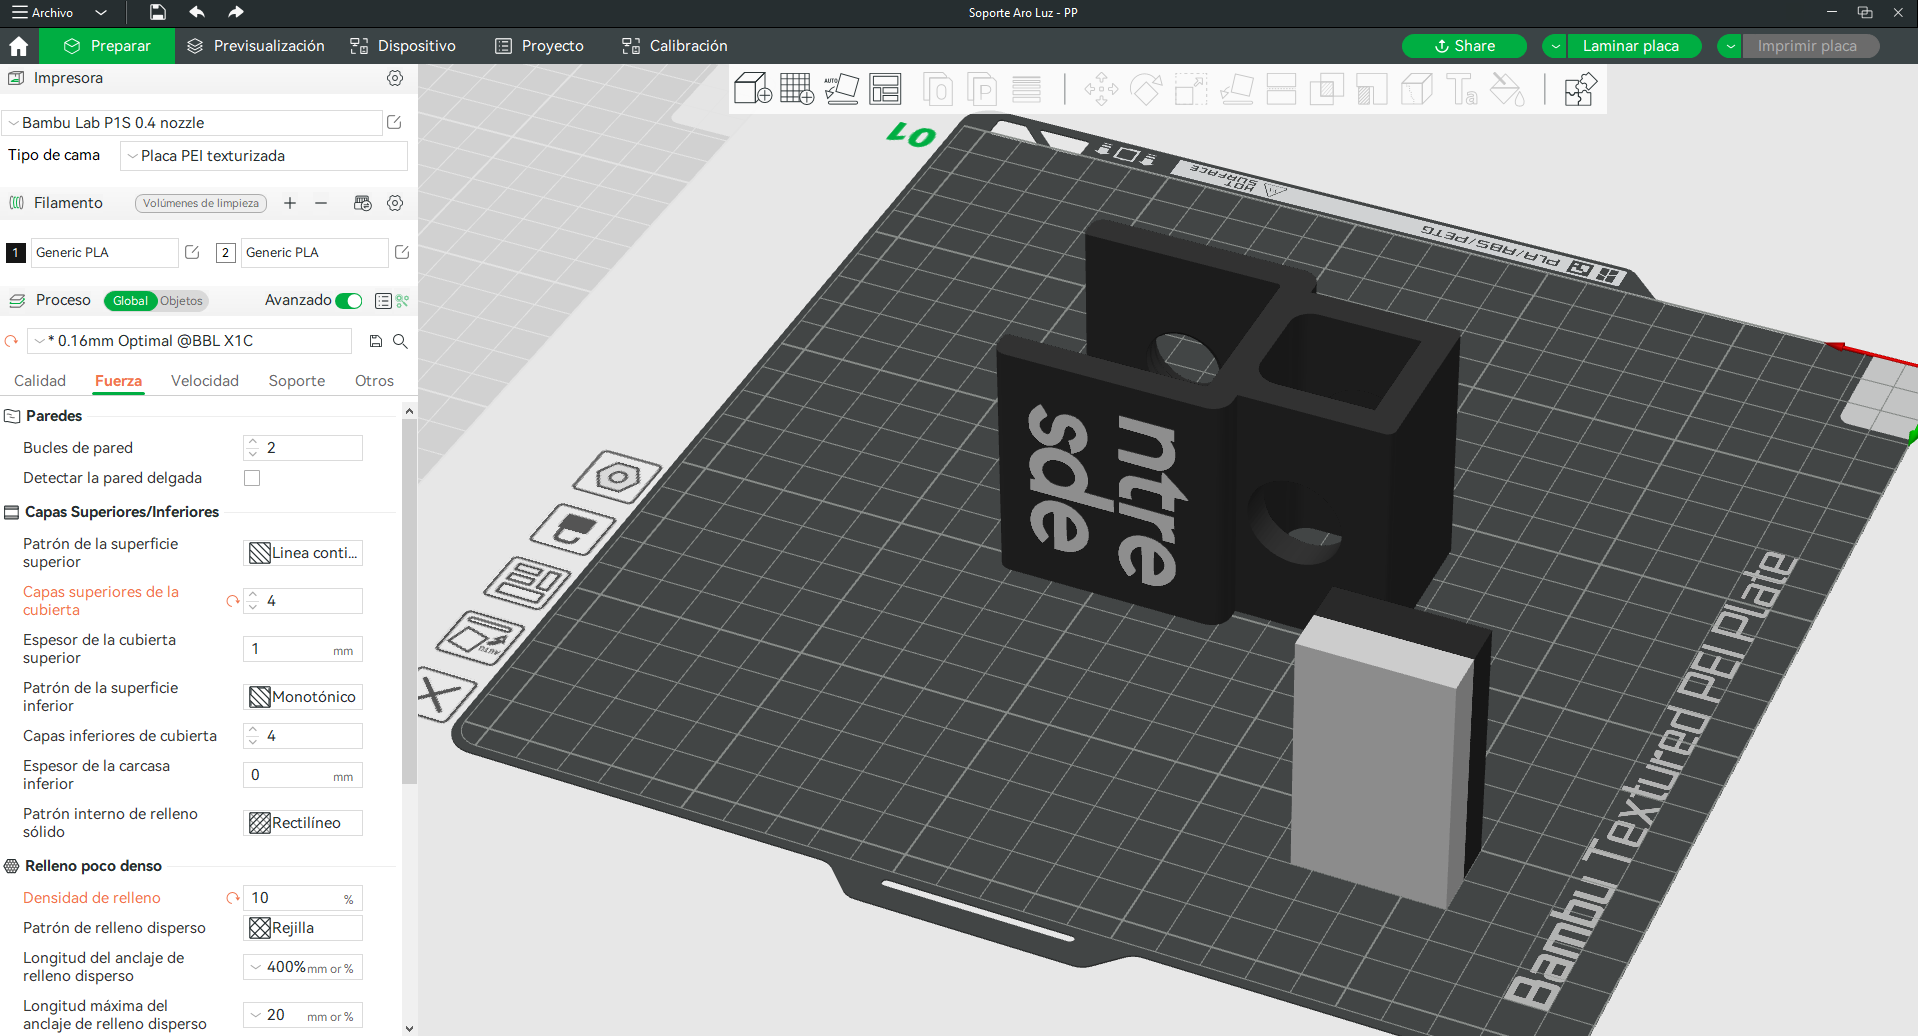 Archivo
Soporte Aro Luz - PP
Preparar
Previsualización
Dispositivo
Proyecto
Calibración
Share
Laminar placa
Imprimir placa
Impresora
Bambu Lab P1S 0.4 nozzle
Tipo de cama
Placa PEI texturizada
Filamento
Volúmenes de limpieza
1
Generic PLA
2
Generic PLA
Proceso
Global
Objetos
Avanzado
* 0.16mm Optimal @BBL X1C
Calidad
Fuerza
Velocidad
Soporte
Otros
Paredes
Bucles de pared
2
Detectar la pared delgada
Capas Superiores/Inferiores
Patrón de la superficie
superior
Linea conti...
Capas superiores de la
cubierta
4
Espesor de la cubierta
superior
1 mm
Patrón de la superficie
inferior
Monotónico
Capas inferiores de cubierta
4
Espesor de la carcasa
inferior
0 mm
Patrón interno de relleno
sólido
Rectilíneo
Relleno poco denso
Densidad de relleno
10 %
Patrón de relleno disperso
Rejilla
Longitud del anclaje de
relleno disperso
400% mm or %
Longitud máxima del
anclaje de relleno disperso
20 mm or %
AUTO
0
P
Ta
01
HOT
SURFACE
PLA/ABS/PETG
ntre
sde
AUTO
Bambu Textured PEI Plate